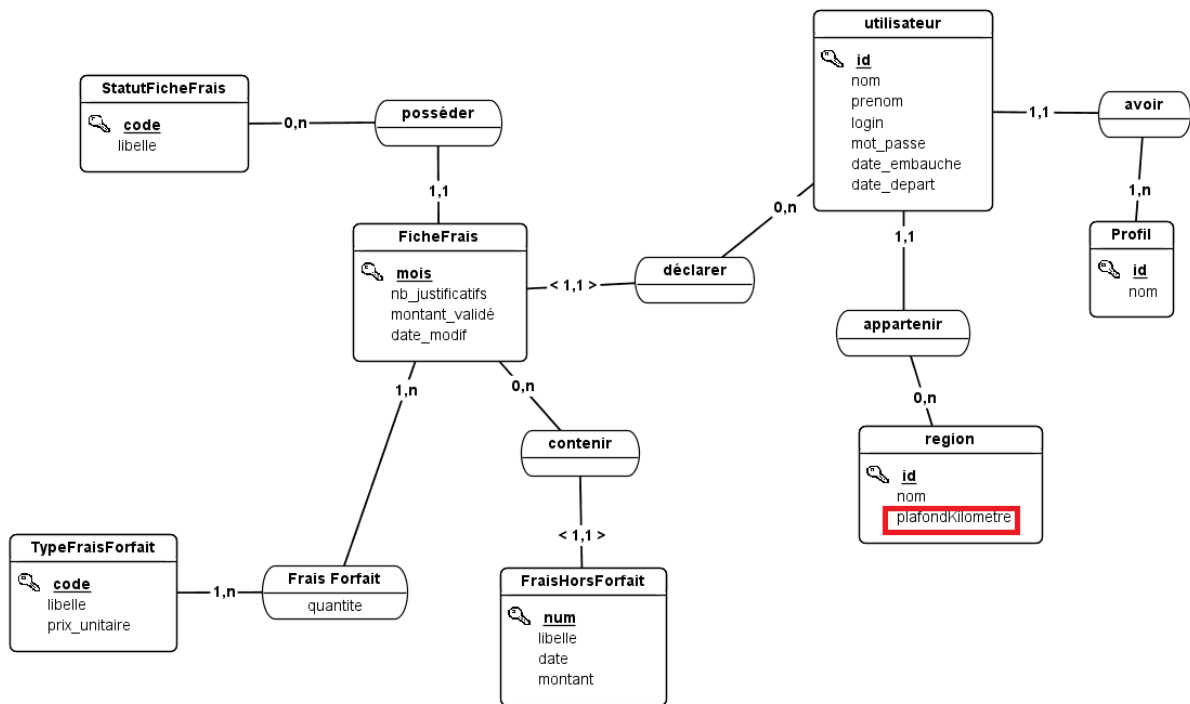 utilisateur
id
nom
prenom
login
mot_passe
date_embauche
date_depart
StatutFicheFrais
code
libelle
0,n
posséder
1,1
avoir
1,1
1,n
Profil
id
nom
FicheFrais
mois
nb_justificatifs
montant_validé
date_modif
< 1,1 >
déclarer
0,n
1,1
appartenir
0,n
region
id
nom
plafondKilometre
1,n
0,n
contenir
< 1,1 >
TypeFraisForfait
code
libelle
prix_unitaire
1,n
Frais Forfait
quantite
FraisHorsForfait
num
libelle
date
montant